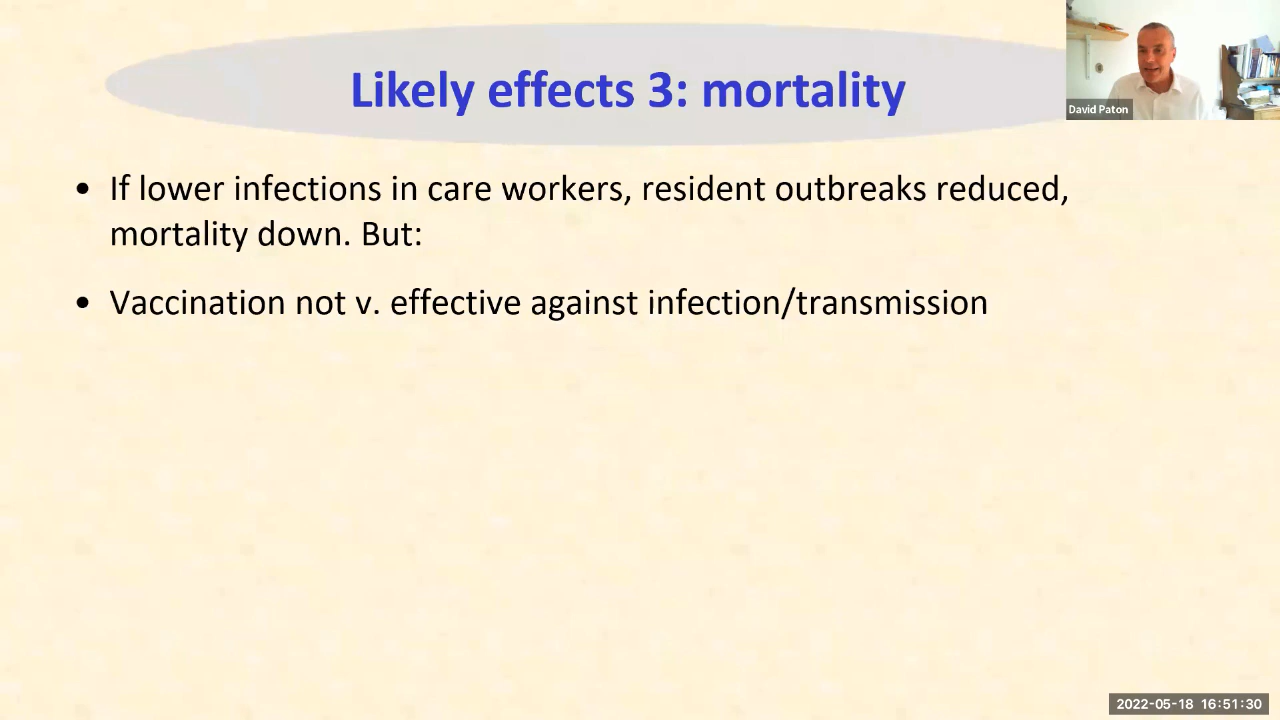 Likely effects 3: mortality
David Paton
• If lower infections in care workers, resident outbreaks reduced,
mortality down. But:
• Vaccination not v. effective against infection/transmission
2022-05-18 16:51:30